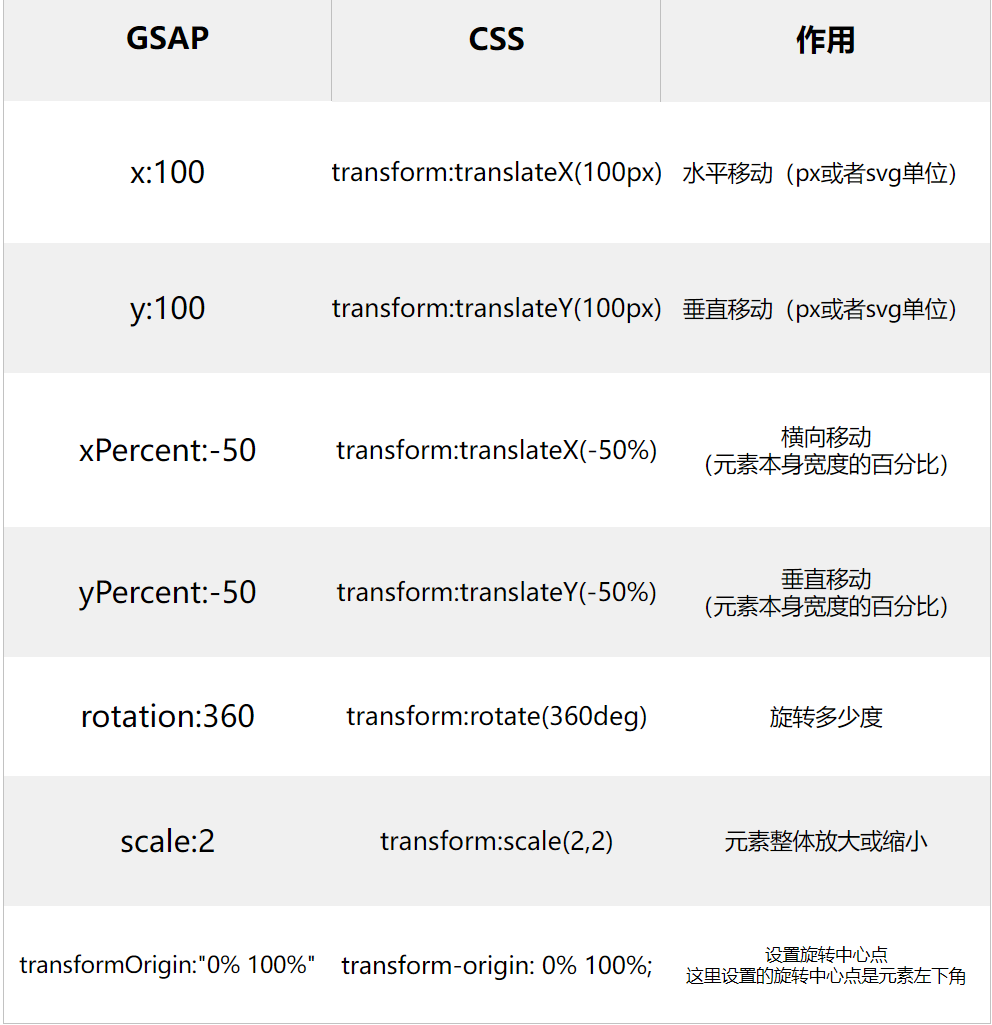 GSAP CSS 作用
x:100 transform:translateX(100px) 水平移动（px或者svg单位）
y:100 transform:translateY(100px) 垂直移动（px或者svg单位）
xPercent:-50 transform:translateX(-50%) 横向移动
（元素本身宽度的百分比）
yPercent:-50 transform:translateY(-50%) 垂直移动
（元素本身宽度的百分比）
rotation:360 transform:rotate(360deg) 旋转多少度
scale:2 transform:scale(2,2) 元素整体放大或缩小
transformOrigin:"0% 100%" transform-origin: 0% 100%; 设置旋转中心点
这里设置的旋转中心点是元素左下角